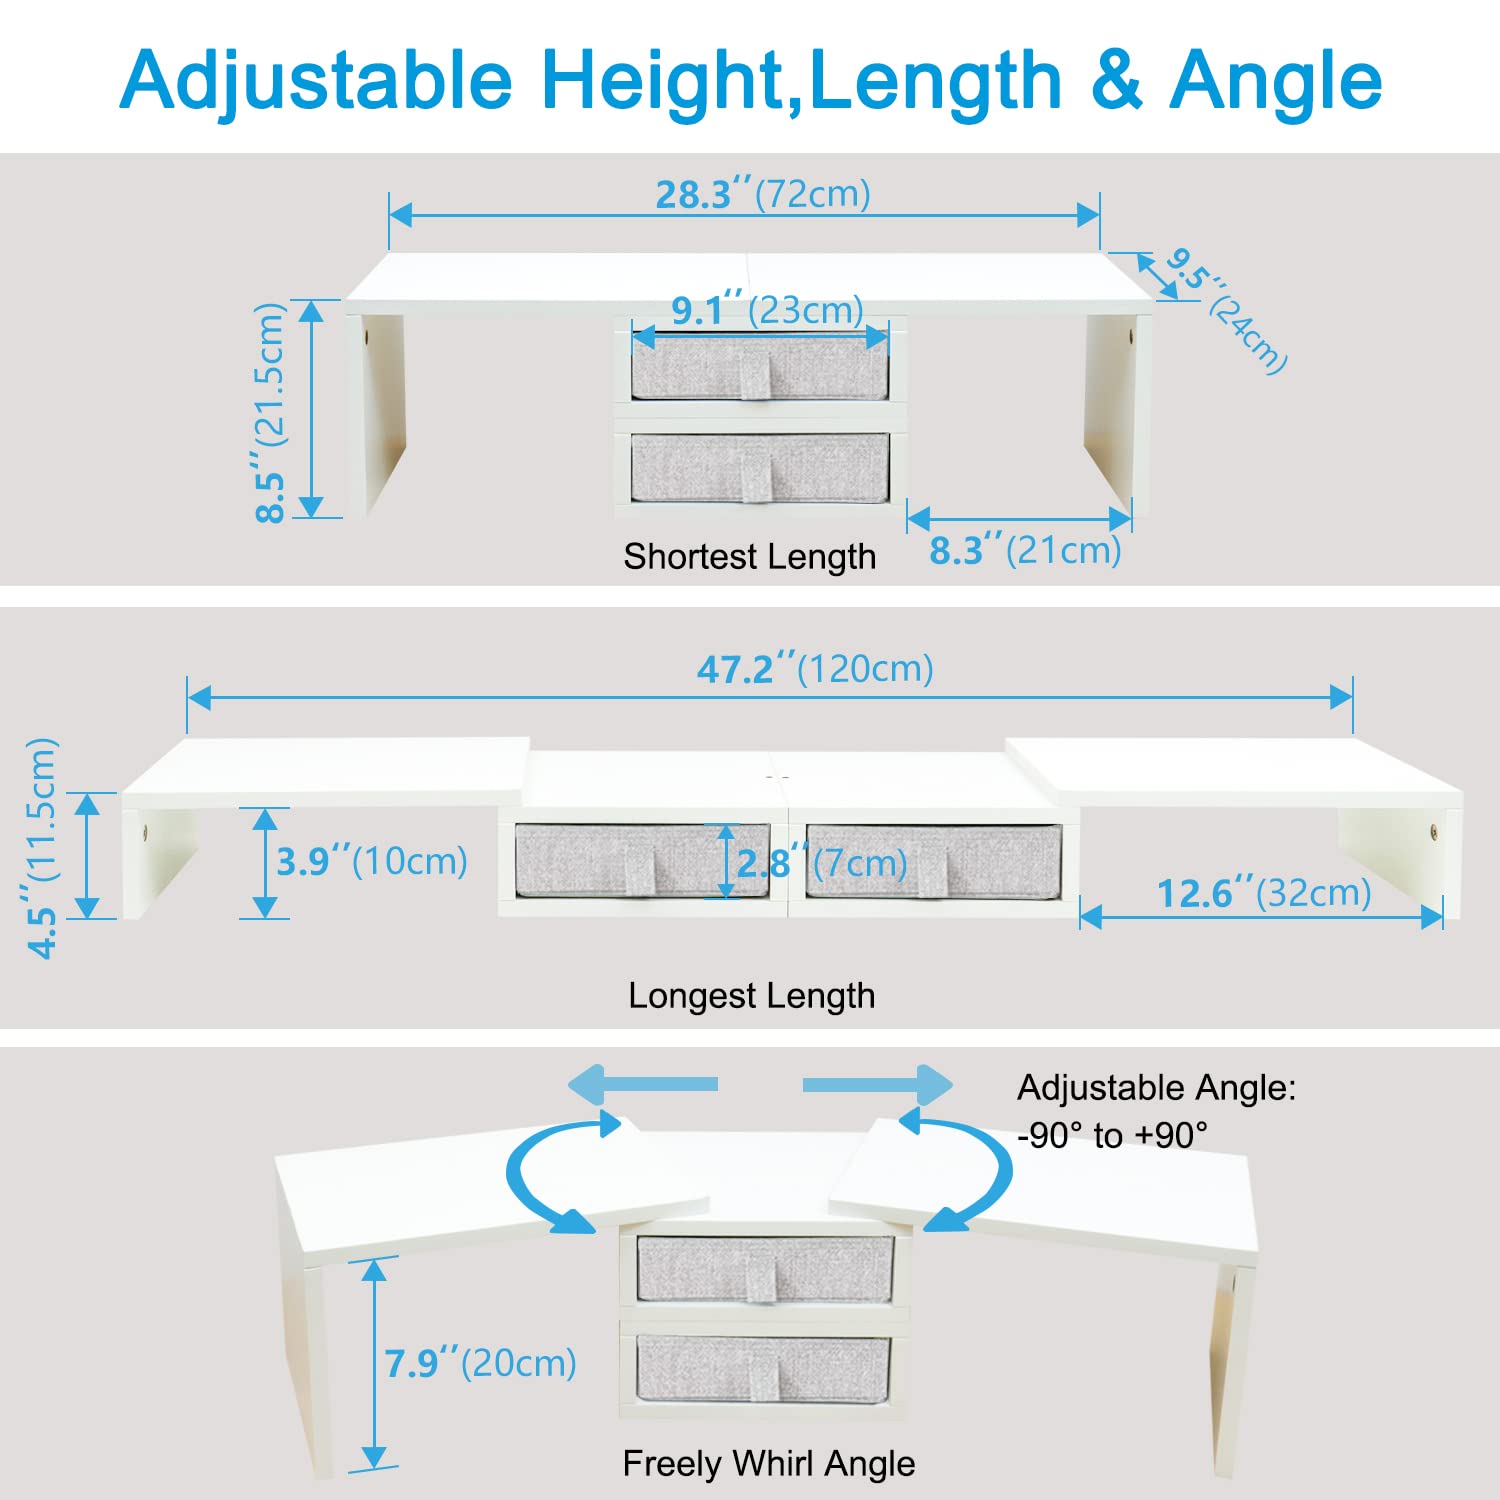 Adjustable Height,Length & Angle
28.3′′(72cm)
9.5′′(24cm)
9.1′′(23cm)
8.5′′(21.5cm)
8.3′′(21cm)
Shortest Length
47.2′′(120cm)
4.5′′(11.5cm)
3.9′′(10cm)
2.8′′(7cm)
12.6′′(32cm)
Longest Length
Adjustable Angle:
-90° to +90°
7.9′′(20cm)
Freely Whirl Angle